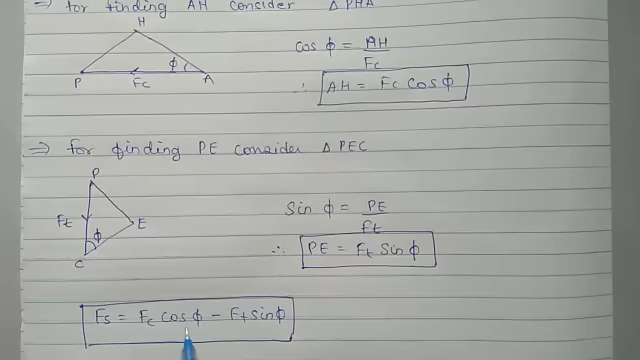 ⇒ for finding AH consider △ PHA
H
cos ϕ = AH / Fc
P Fc ϕ A
∴ AH = Fc cos ϕ
⇒ for finding PE consider △ PEC
P
Sin ϕ = PE / Ft
Ft E
ϕ
C
∴ PE = Ft Sin ϕ
Fs = Fc cos ϕ − Ft sin ϕ